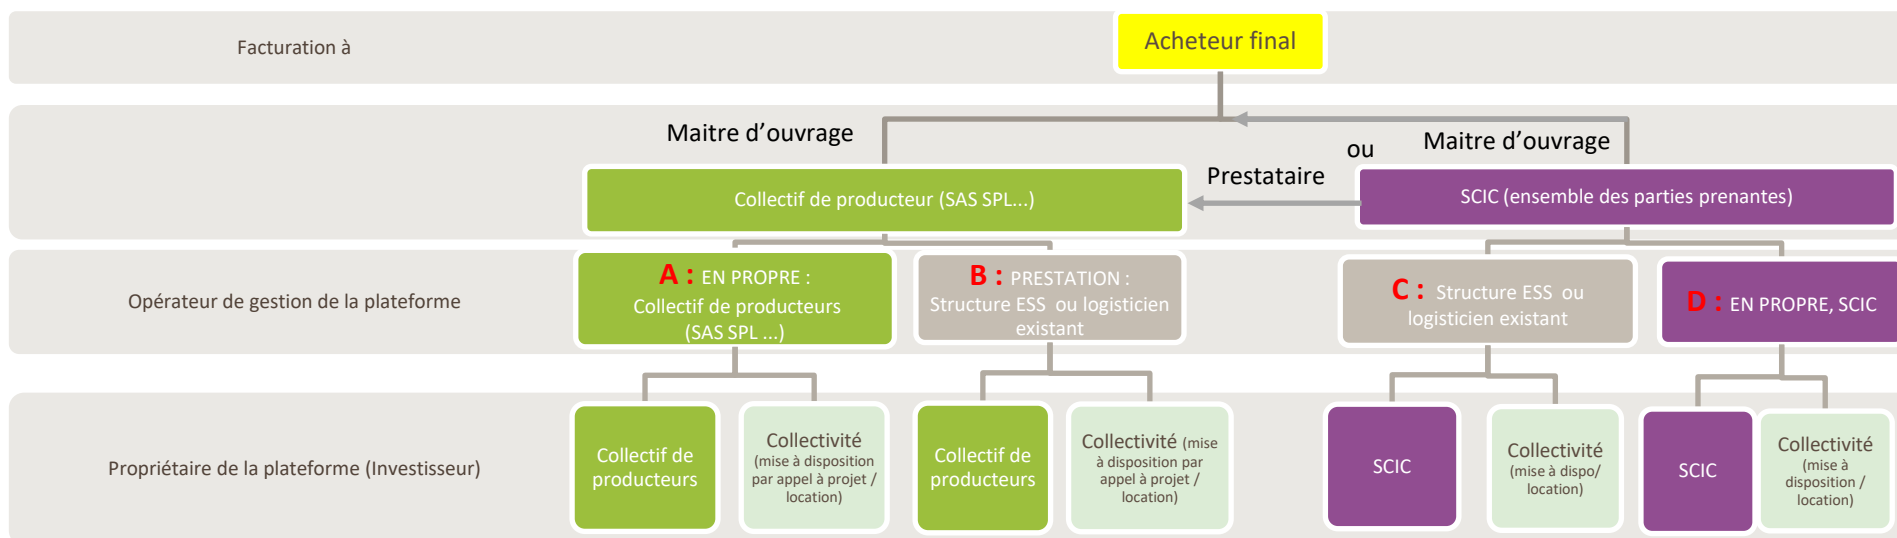 Facturation à
Acheteur final
Maitre d'ouvrage
ou
Maitre d'ouvrage
Prestataire
Collectif de producteur (SAS SPL...)
SCIC (ensemble des parties prenantes)
Opérateur de gestion de la plateforme
A : EN PROPRE :
Collectif de producteurs
(SAS SPL ...)
B : PRESTATION :
Structure ESS ou logisticien
existant
C : Structure ESS ou
logisticien existant
D : EN PROPRE, SCIC
Propriétaire de la plateforme (Investisseur)
Collectif de
producteurs
Collectivité
(mise à disposition
par appel à projet /
location)
Collectif de
producteurs
Collectivité (mise
à disposition par
appel à projet /
location)
SCIC
Collectivité
(mise à dispo/
location)
SCIC
Collectivité
(mise à
disposition /
location)